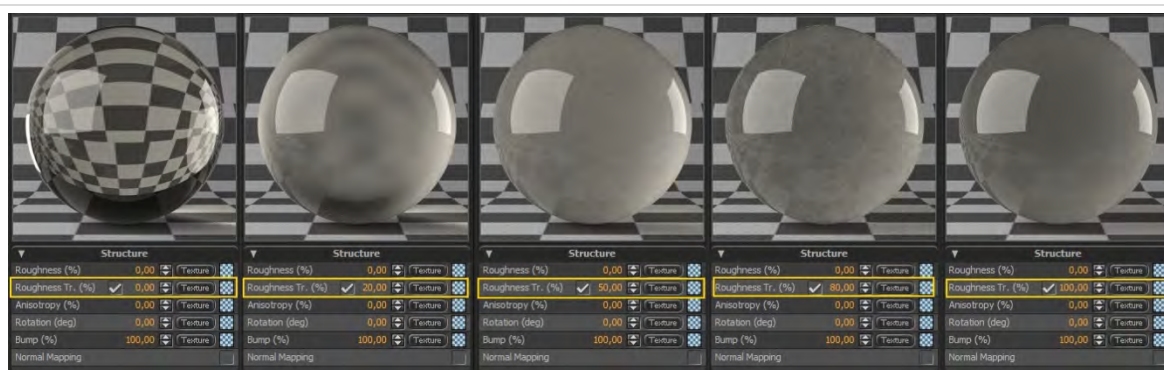 ▼ Structure
Roughness (%) 0,00 Texture
Roughness Tr. (%) 0,00 Texture
Anisotropy (%) 0,00 Texture
Rotation (deg) 0,00 Texture
Bump (%) 100,00 Texture
Normal Mapping
▼ Structure
Roughness (%) 0,00 Texture
Roughness Tr. (%) 20,00 Texture
Anisotropy (%) 0,00 Texture
Rotation (deg) 0,00 Texture
Bump (%) 100,00 Texture
Normal Mapping
▼ Structure
Roughness (%) 0,00 Texture
Roughness Tr. (%) 50,00 Texture
Anisotropy (%) 0,00 Texture
Rotation (deg) 0,00 Texture
Bump (%) 100,00 Texture
Normal Mapping
▼ Structure
Roughness (%) 0,00 Texture
Roughness Tr. (%) 80,00 Texture
Anisotropy (%) 0,00 Texture
Rotation (deg) 0,00 Texture
Bump (%) 100,00 Texture
Normal Mapping
▼ Structure
Roughness (%) 0,00 Texture
Roughness Tr. (%) 100,00 Texture
Anisotropy (%) 0,00 Texture
Rotation (deg) 0,00 Texture
Bump (%) 100,00 Texture
Normal Mapping